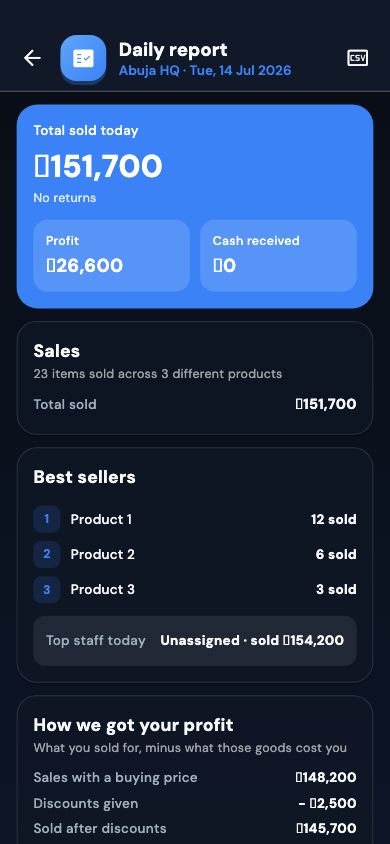 Daily report
Abuja HQ · Tue, 14 Jul 2026
CSV
Total sold today
▯151,700
No returns
Profit
Cash received
▯26,600
▯0
Sales
23 items sold across 3 different products
Total sold ▯151,700
Best sellers
1 Product 1 12 sold
2 Product 2 6 sold
3 Product 3 3 sold
Top staff today Unassigned · sold ▯154,200
How we got your profit
What you sold for, minus what those goods cost you
Sales with a buying price ▯148,200
Discounts given - ▯2,500
Sold after discounts ▯145,700